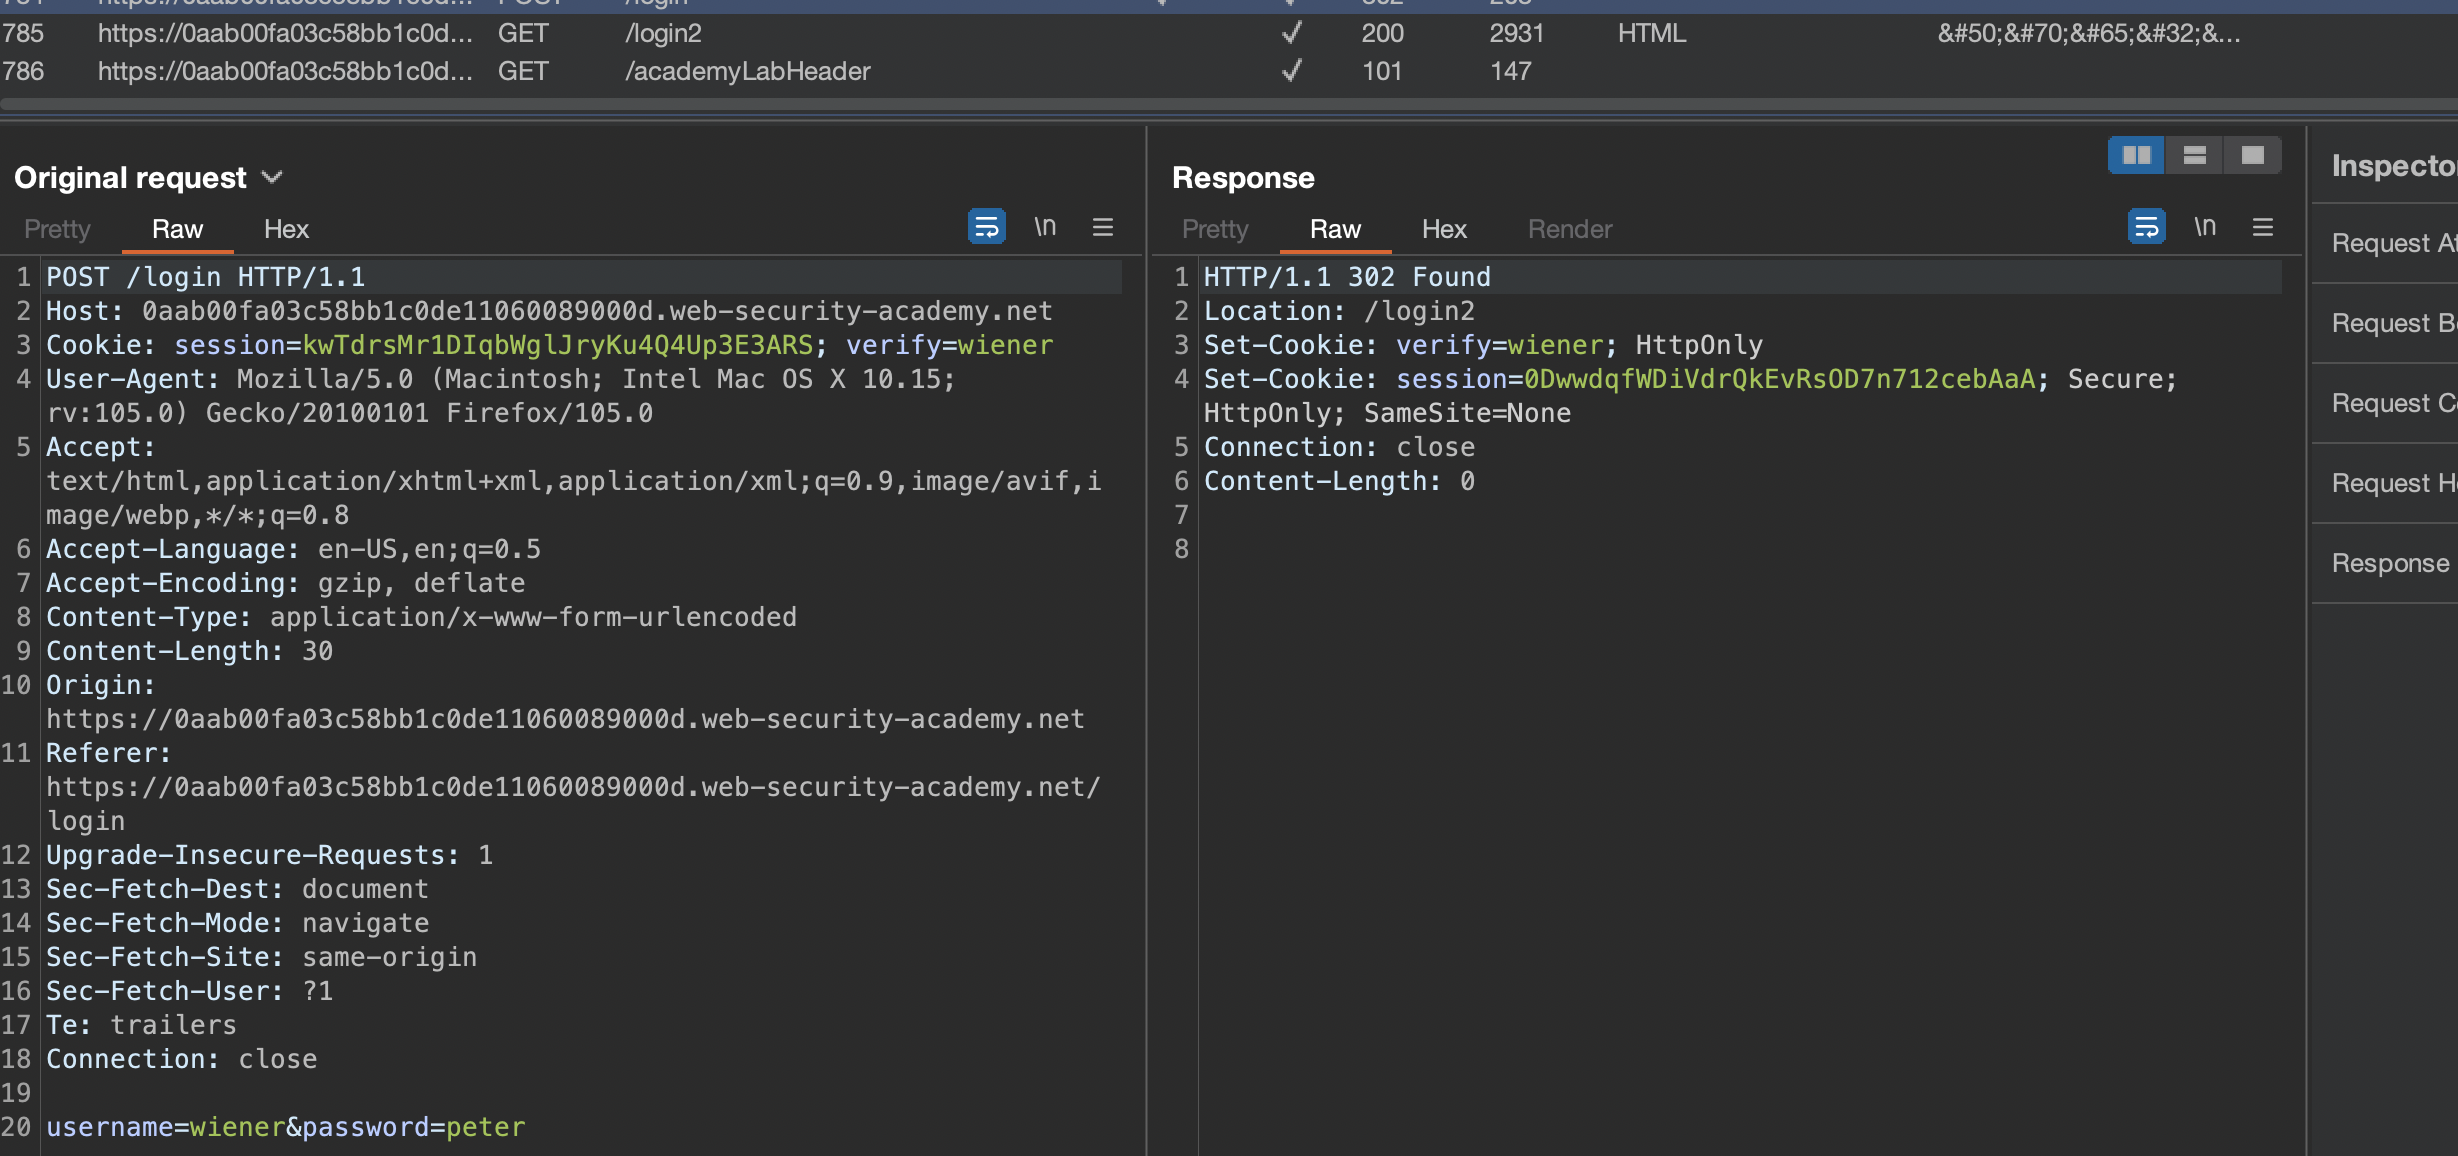 785 https://0aab00fa03c58bb1c0d... GET /login2 ✓ 200 2931 HTML &#50;&#70;&#65;&#32;&...
786 https://0aab00fa03c58bb1c0d... GET /academyLabHeader ✓ 101 147
Original request
Pretty Raw Hex
\n
1 POST /login HTTP/1.1
2 Host: 0aab00fa03c58bb1c0de11060089000d.web-security-academy.net
3 Cookie: session=kwTdrsMr1DIqbWglJryKu4Q4Up3E3ARS; verify=wiener
4 User-Agent: Mozilla/5.0 (Macintosh; Intel Mac OS X 10.15;
rv:105.0) Gecko/20100101 Firefox/105.0
5 Accept:
text/html,application/xhtml+xml,application/xml;q=0.9,image/avif,i
mage/webp,*/*;q=0.8
6 Accept-Language: en-US,en;q=0.5
7 Accept-Encoding: gzip, deflate
8 Content-Type: application/x-www-form-urlencoded
9 Content-Length: 30
10 Origin:
https://0aab00fa03c58bb1c0de11060089000d.web-security-academy.net
11 Referer:
https://0aab00fa03c58bb1c0de11060089000d.web-security-academy.net/
login
12 Upgrade-Insecure-Requests: 1
13 Sec-Fetch-Dest: document
14 Sec-Fetch-Mode: navigate
15 Sec-Fetch-Site: same-origin
16 Sec-Fetch-User: ?1
17 Te: trailers
18 Connection: close
19
20 username=wiener&password=peter
Response
Pretty Raw Hex Render
\n
1 HTTP/1.1 302 Found
2 Location: /login2
3 Set-Cookie: verify=wiener; HttpOnly
4 Set-Cookie: session=0DwwdqfWDiVdrQkEvRsOD7n712cebAaA; Secure;
HttpOnly; SameSite=None
5 Connection: close
6 Content-Length: 0
7
8
Inspecto
Request
Request
Request
Request
Response